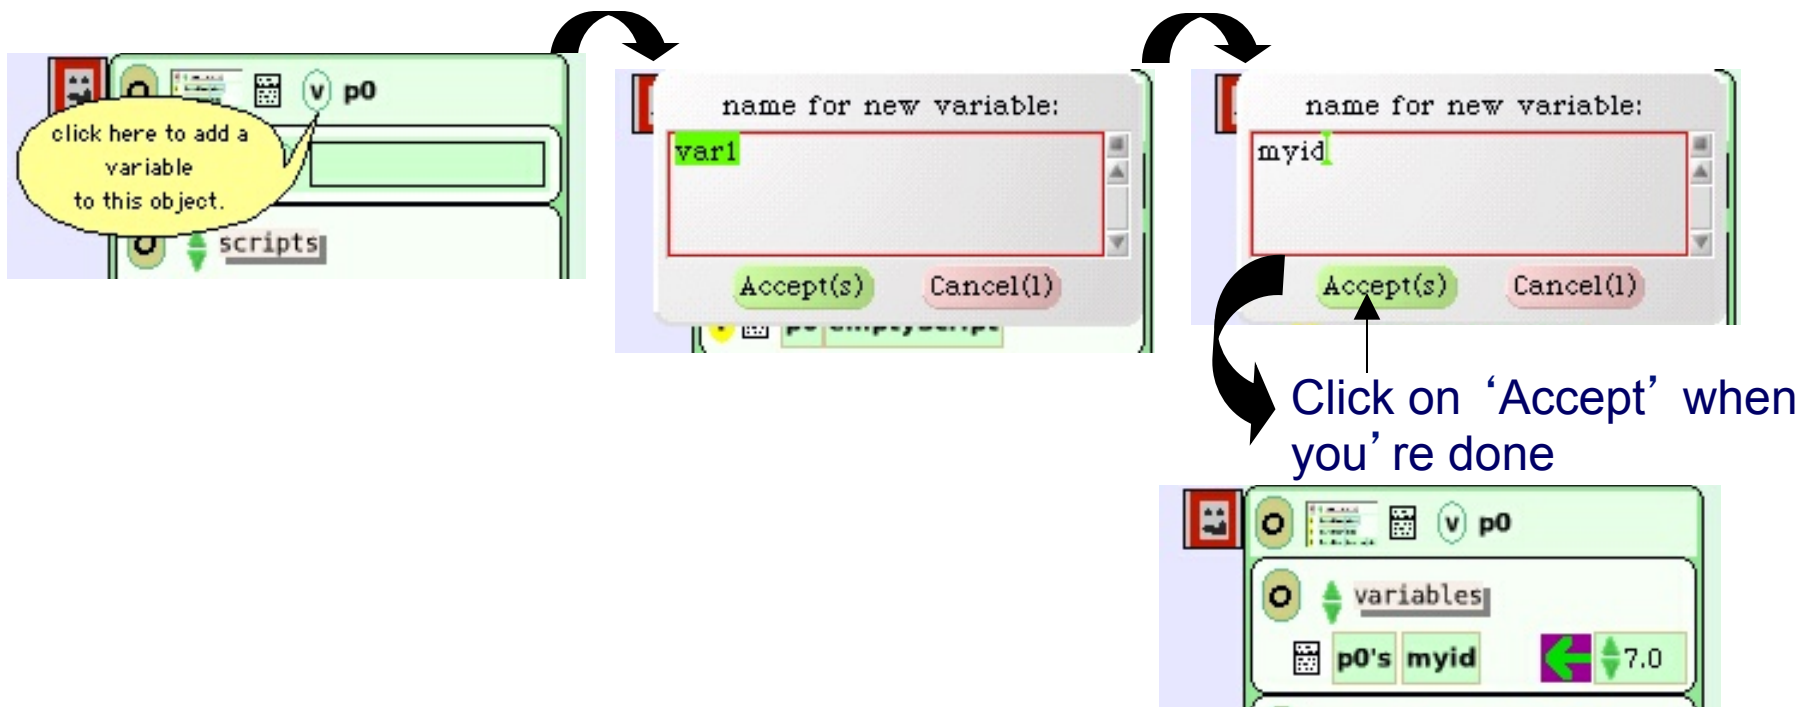 v p0
click here to add a
variable
to this object.
scripts
name for new variable:
var1
Accept(s) Cancel(l)
name for new variable:
myid
Accept(s) Cancel(l)
Click on ‘Accept’ when
you’re done
v p0
variables
p0's myid 7.0